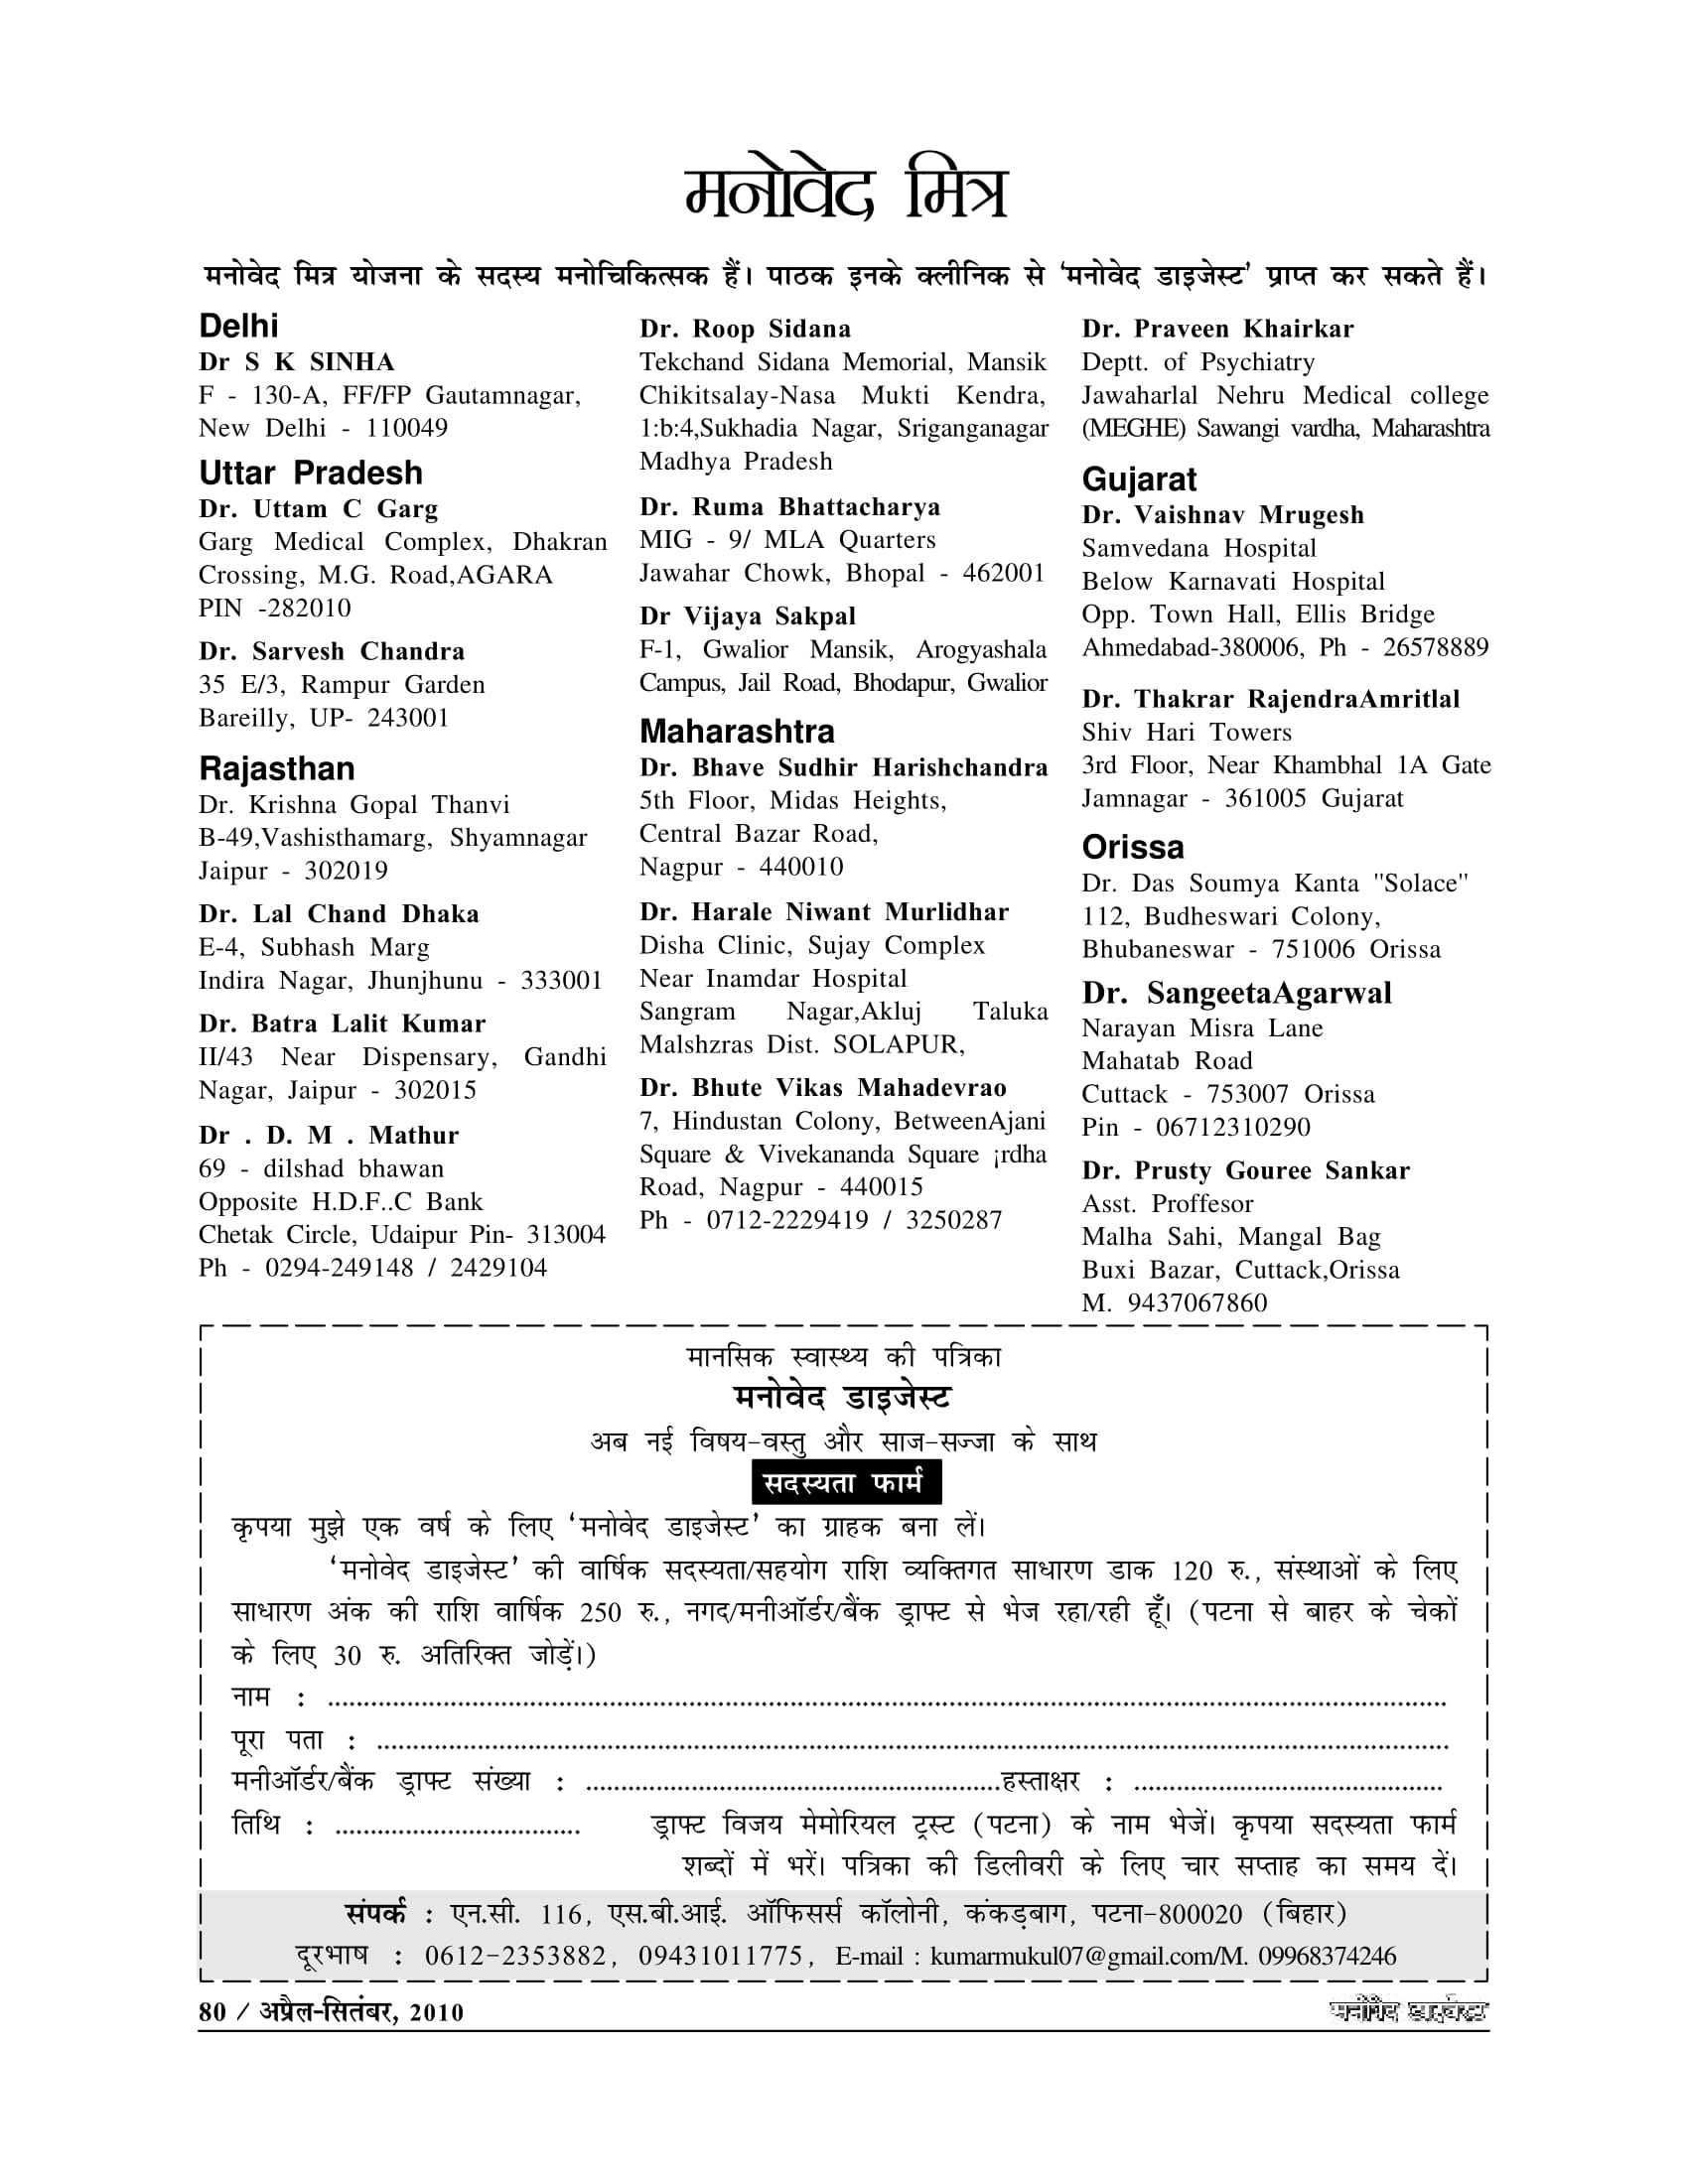 मनोवेद मित्र
मनोवेद मित्र योजना के सदस्य मनोचिकित्सक हैं। पाठक इनके क्लीनिक से ‘मनोवेद डाइजेस्ट’ प्राप्त कर सकते हैं।
Delhi
Dr S K SINHA
F - 130-A, FF/FP Gautamnagar,
New Delhi - 110049
Uttar Pradesh
Dr. Uttam C Garg
Garg Medical Complex, Dhakran
Crossing, M.G. Road,AGARA
PIN -282010
Dr. Sarvesh Chandra
35 E/3, Rampur Garden
Bareilly, UP- 243001
Rajasthan
Dr. Krishna Gopal Thanvi
B-49,Vashisthamarg, Shyamnagar
Jaipur - 302019
Dr. Lal Chand Dhaka
E-4, Subhash Marg
Indira Nagar, Jhunjhunu - 333001
Dr. Batra Lalit Kumar
II/43 Near Dispensary, Gandhi
Nagar, Jaipur - 302015
Dr . D. M . Mathur
69 - dilshad bhawan
Opposite H.D.F..C Bank
Chetak Circle, Udaipur Pin- 313004
Ph - 0294-249148 / 2429104
Dr. Roop Sidana
Tekchand Sidana Memorial, Mansik
Chikitsalay-Nasa Mukti Kendra,
1:b:4,Sukhadia Nagar, Sriganganagar
Madhya Pradesh
Dr. Ruma Bhattacharya
MIG - 9/ MLA Quarters
Jawahar Chowk, Bhopal - 462001
Dr Vijaya Sakpal
F-1, Gwalior Mansik, Arogyashala
Campus, Jail Road, Bhodapur, Gwalior
Maharashtra
Dr. Bhave Sudhir Harishchandra
5th Floor, Midas Heights,
Central Bazar Road,
Nagpur - 440010
Dr. Harale Niwant Murlidhar
Disha Clinic, Sujay Complex
Near Inamdar Hospital
Sangram Nagar,Akluj Taluka
Malshzras Dist. SOLAPUR,
Dr. Bhute Vikas Mahadevrao
7, Hindustan Colony, BetweenAjani
Square & Vivekananda Square ¡rdha
Road, Nagpur - 440015
Ph - 0712-2229419 / 3250287
Dr. Praveen Khairkar
Deptt. of Psychiatry
Jawaharlal Nehru Medical college
(MEGHE) Sawangi vardha, Maharashtra
Gujarat
Dr. Vaishnav Mrugesh
Samvedana Hospital
Below Karnavati Hospital
Opp. Town Hall, Ellis Bridge
Ahmedabad-380006, Ph - 26578889
Dr. Thakrar RajendraAmritlal
Shiv Hari Towers
3rd Floor, Near Khambhal 1A Gate
Jamnagar - 361005 Gujarat
Orissa
Dr. Das Soumya Kanta "Solace"
112, Budheswari Colony,
Bhubaneswar - 751006 Orissa
Dr. SangeetaAgarwal
Narayan Misra Lane
Mahatab Road
Cuttack - 753007 Orissa
Pin - 06712310290
Dr. Prusty Gouree Sankar
Asst. Proffesor
Malha Sahi, Mangal Bag
Buxi Bazar, Cuttack,Orissa
M. 9437067860
मानसिक स्वास्थ्य की पत्रिका
मनोवेद डाइजेस्ट
अब नई विषय-वस्तु और साज-सज्जा के साथ
सदस्यता फार्म
कृपया मुझे एक वर्ष के लिए ‘मनोवेद डाइजेस्ट’ का ग्राहक बना लें।
‘मनोवेद डाइजेस्ट’ की वार्षिक सदस्यता/सहयोग राशि व्यक्तिगत साधारण डाक 120 रु., संस्थाओं के लिए
साधारण अंक की राशि वार्षिक 250 रु., नगद/मनीऑर्डर/बैंक ड्राफ्ट से भेज रहा/रही हूँ। (पटना से बाहर के चेकों
के लिए 30 रु. अतिरिक्त जोड़ें।)
नाम : ..........
पूरा पता : ..........
मनीऑर्डर/बैंक ड्राफ्ट संख्या : ..........हस्ताक्षर : ..........
तिथि : .......... ड्राफ्ट विजय मेमोरियल ट्रस्ट (पटना) के नाम भेजें। कृपया सदस्यता फार्म
शब्दों में भरें। पत्रिका की डिलीवरी के लिए चार सप्ताह का समय दें।
संपर्क : एन.सी. 116, एस.बी.आई. ऑफिसर्स कॉलोनी, कंकड़बाग, पटना-800020 (बिहार)
दूरभाष : 0612-2353882, 09431011775, E-mail : kumarmukul07@gmail.com/M. 09968374246
80 / अप्रैल-सितंबर, 2010
मनोवेद डाइजेस्ट